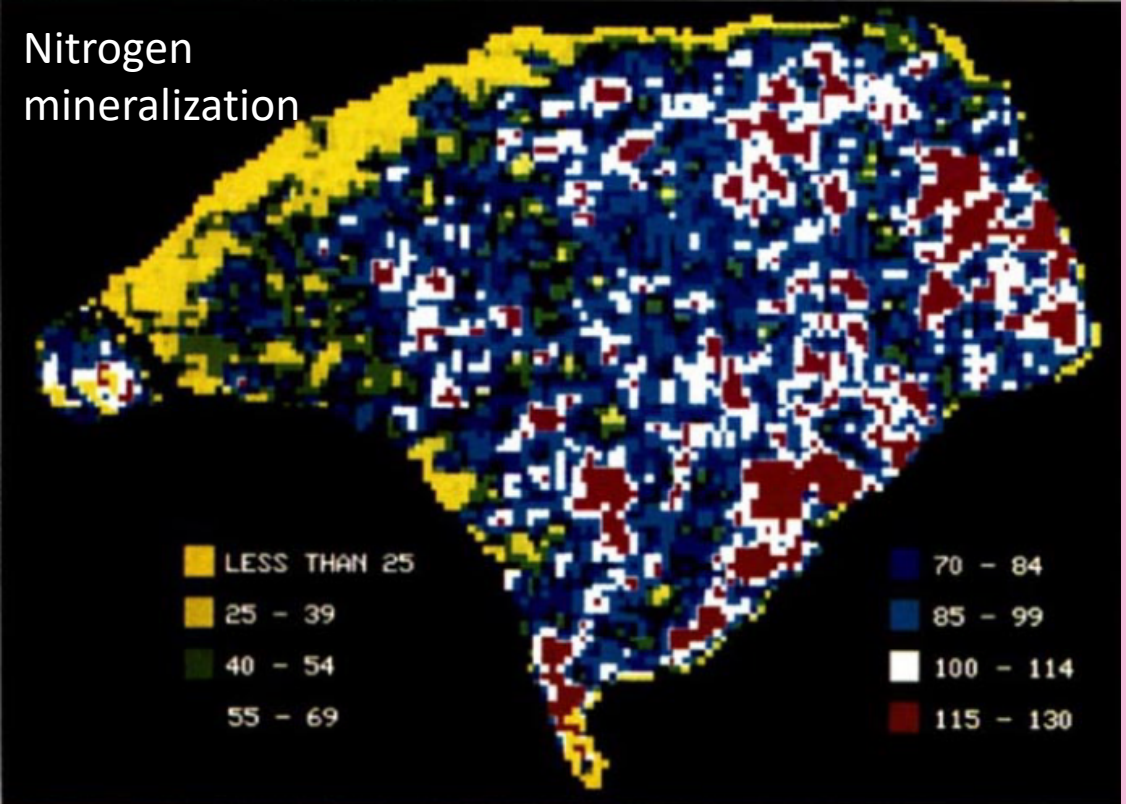 Nitrogen
mineralization
LESS THAN 25
25 - 39
40 - 54
55 - 69
70 - 84
85 - 99
100 - 114
115 - 130